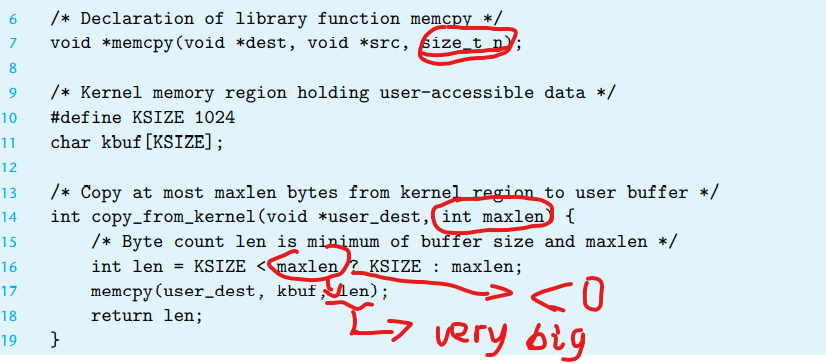 6 /* Declaration of library function memcpy */
7 void *memcpy(void *dest, void *src, size_t n);
8
9 /* Kernel memory region holding user-accessible data */
10 #define KSIZE 1024
11 char kbuf[KSIZE];
12
13 /* Copy at most maxlen bytes from kernel region to user buffer */
14 int copy_from_kernel(void *user_dest, int maxlen) {
15 /* Byte count len is minimum of buffer size and maxlen */
16 int len = KSIZE < maxlen ? KSIZE : maxlen;
17 memcpy(user_dest, kbuf, len);
< 0
18 return len;
very big
19 }